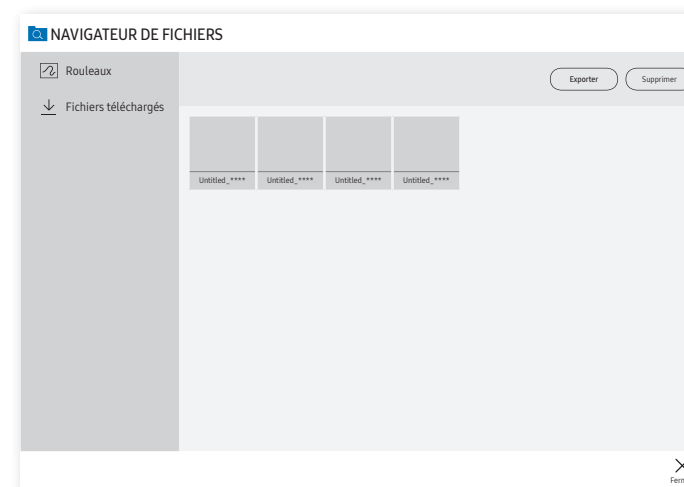 NAVIGATEUR DE FICHIERS
Rouleaux
Exporter Supprimer
Fichiers téléchargés
Untitled_**** Untitled_**** Untitled_**** Untitled_****